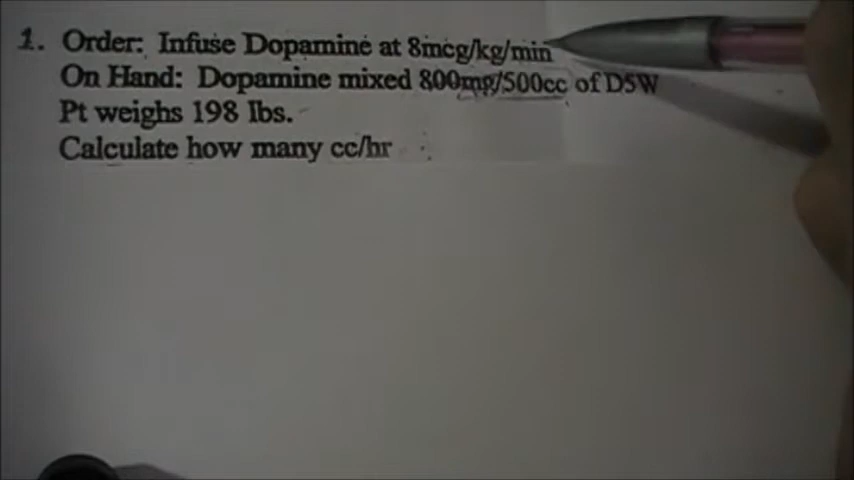 1. Order: Infuse Dopamine at 8mcg/kg/min
On Hand: Dopamine mixed 800mg/500cc of D5W
Pt weighs 198 lbs.
Calculate how many cc/hr